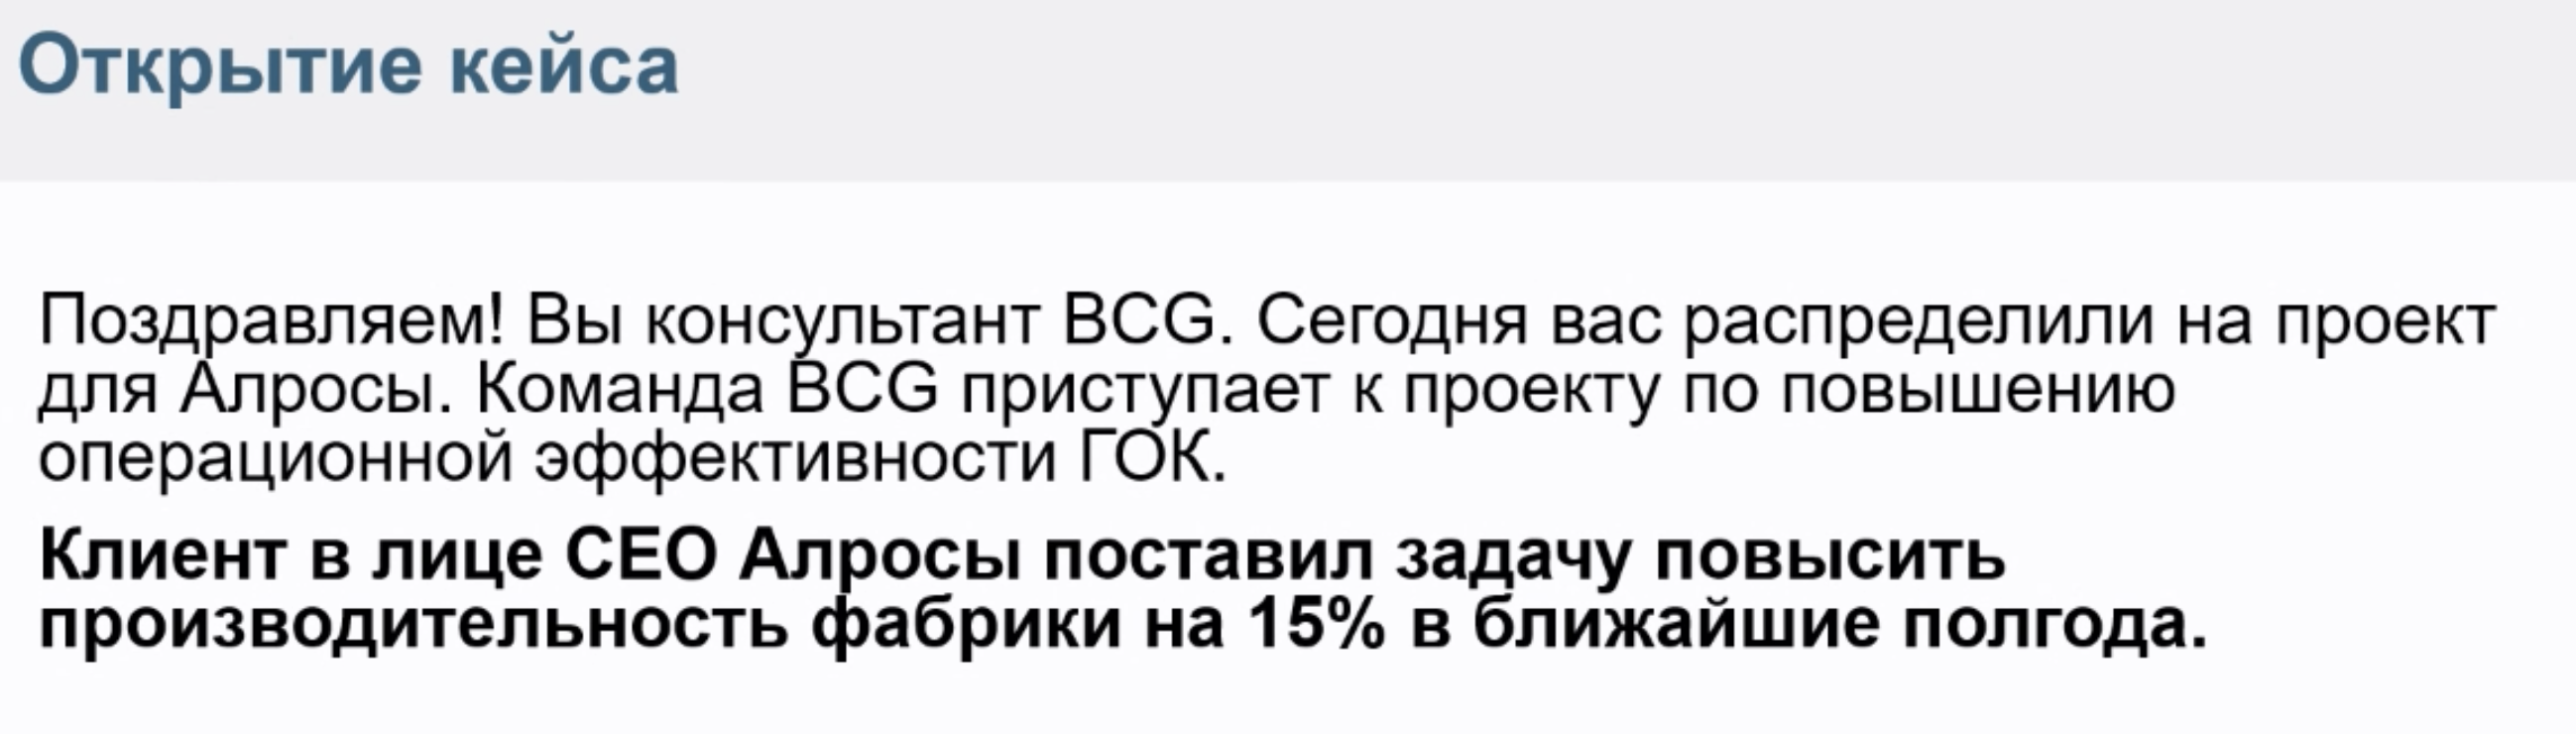 Открытие кейса
Поздравляем! Вы консультант BCG. Сегодня вас распределили на проект
для Алросы. Команда BCG приступает к проекту по повышению
операционной эффективности ГОК.
Клиент в лице CEO Алросы поставил задачу повысить
производительность фабрики на 15% в ближайшие полгода.